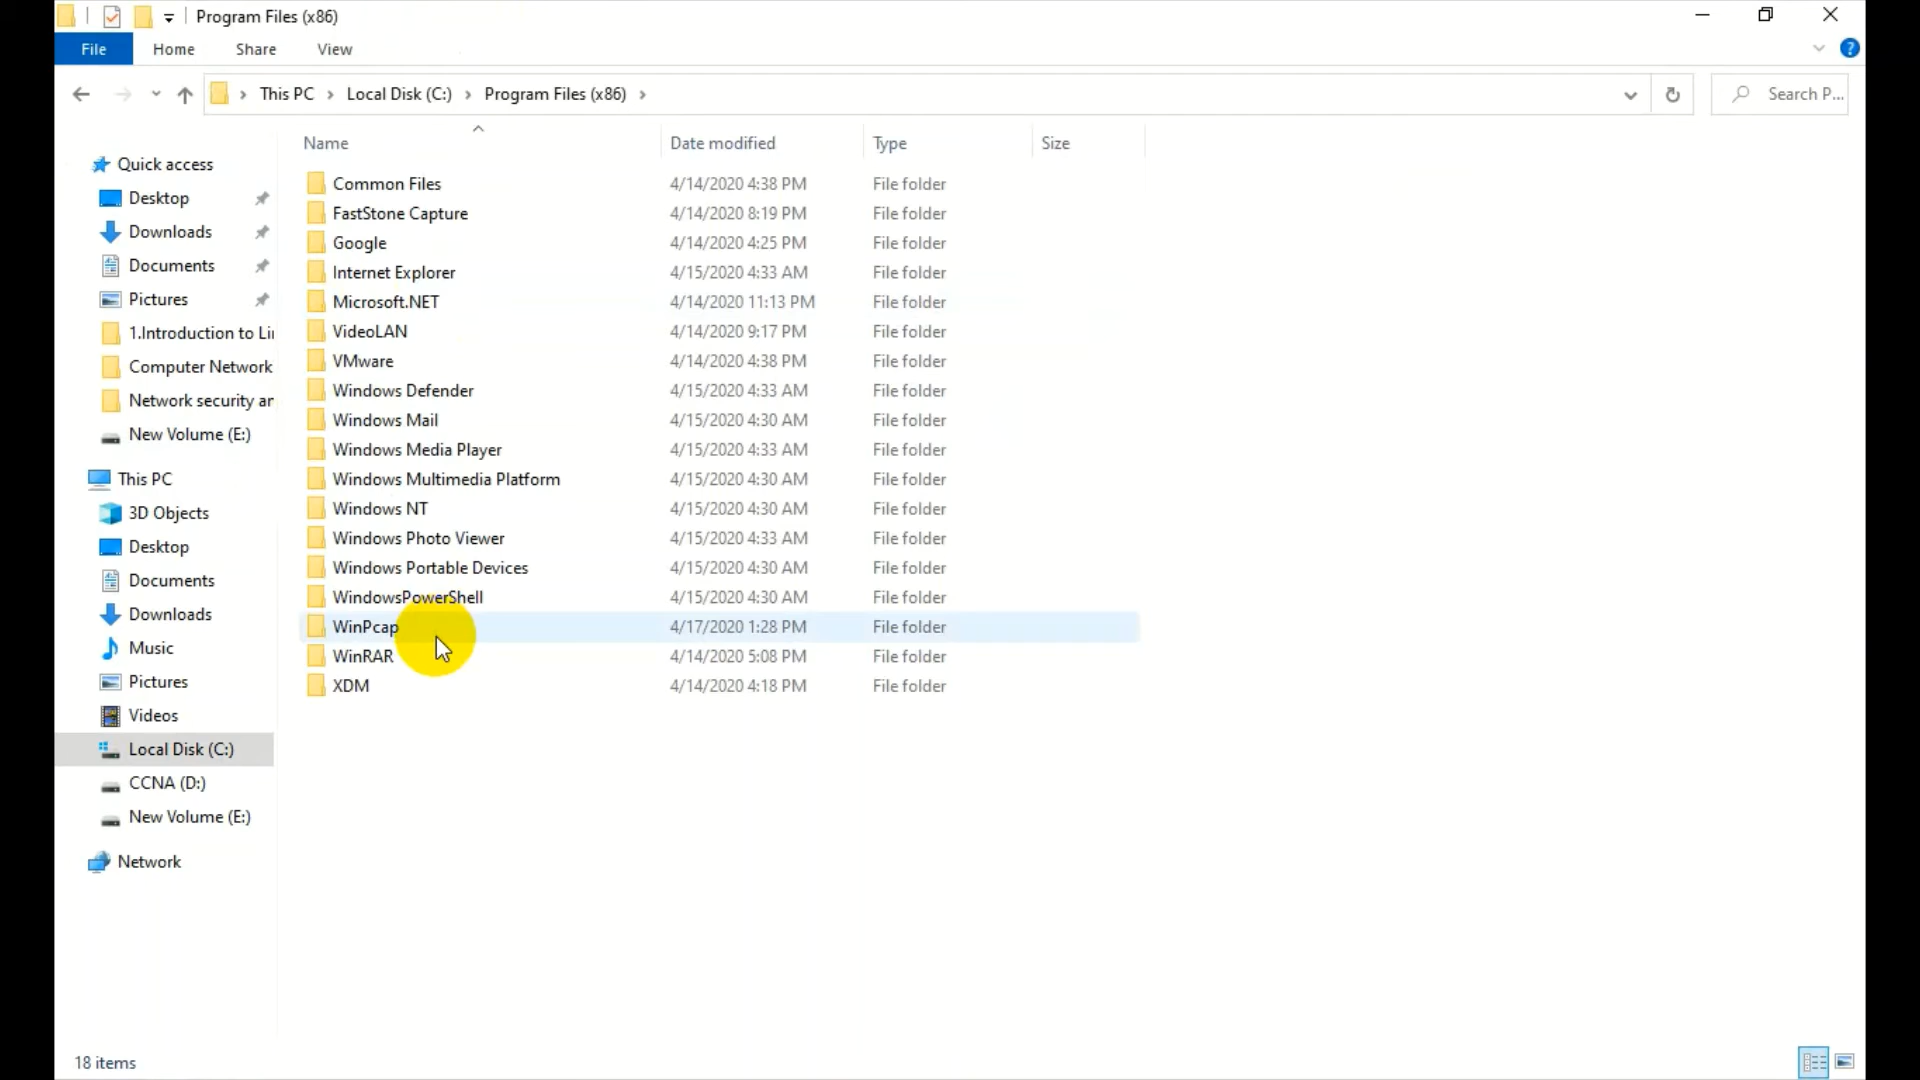 Program Files (x86)
File Home Share View
This PC Local Disk (C:) Program Files (x86) Search P...
Name Date modified Type Size
Quick access
Desktop
Downloads
Documents
Pictures
1.Introduction to Li
Computer Network
Network security ar
New Volume (E:)
This PC
3D Objects
Desktop
Documents
Downloads
Music
Pictures
Videos
Local Disk (C:)
CCNA (D:)
New Volume (E:)
Network
Common Files 4/14/2020 4:38 PM File folder
FastStone Capture 4/14/2020 8:19 PM File folder
Google 4/14/2020 4:25 PM File folder
Internet Explorer 4/15/2020 4:33 AM File folder
Microsoft.NET 4/14/2020 11:13 PM File folder
VideoLAN 4/14/2020 9:17 PM File folder
VMware 4/14/2020 4:38 PM File folder
Windows Defender 4/15/2020 4:33 AM File folder
Windows Mail 4/15/2020 4:30 AM File folder
Windows Media Player 4/15/2020 4:33 AM File folder
Windows Multimedia Platform 4/15/2020 4:30 AM File folder
Windows NT 4/15/2020 4:30 AM File folder
Windows Photo Viewer 4/15/2020 4:33 AM File folder
Windows Portable Devices 4/15/2020 4:30 AM File folder
WindowsPowerShell 4/15/2020 4:30 AM File folder
WinPcap 4/17/2020 1:28 PM File folder
WinRAR 4/14/2020 5:08 PM File folder
XDM 4/14/2020 4:18 PM File folder
18 items